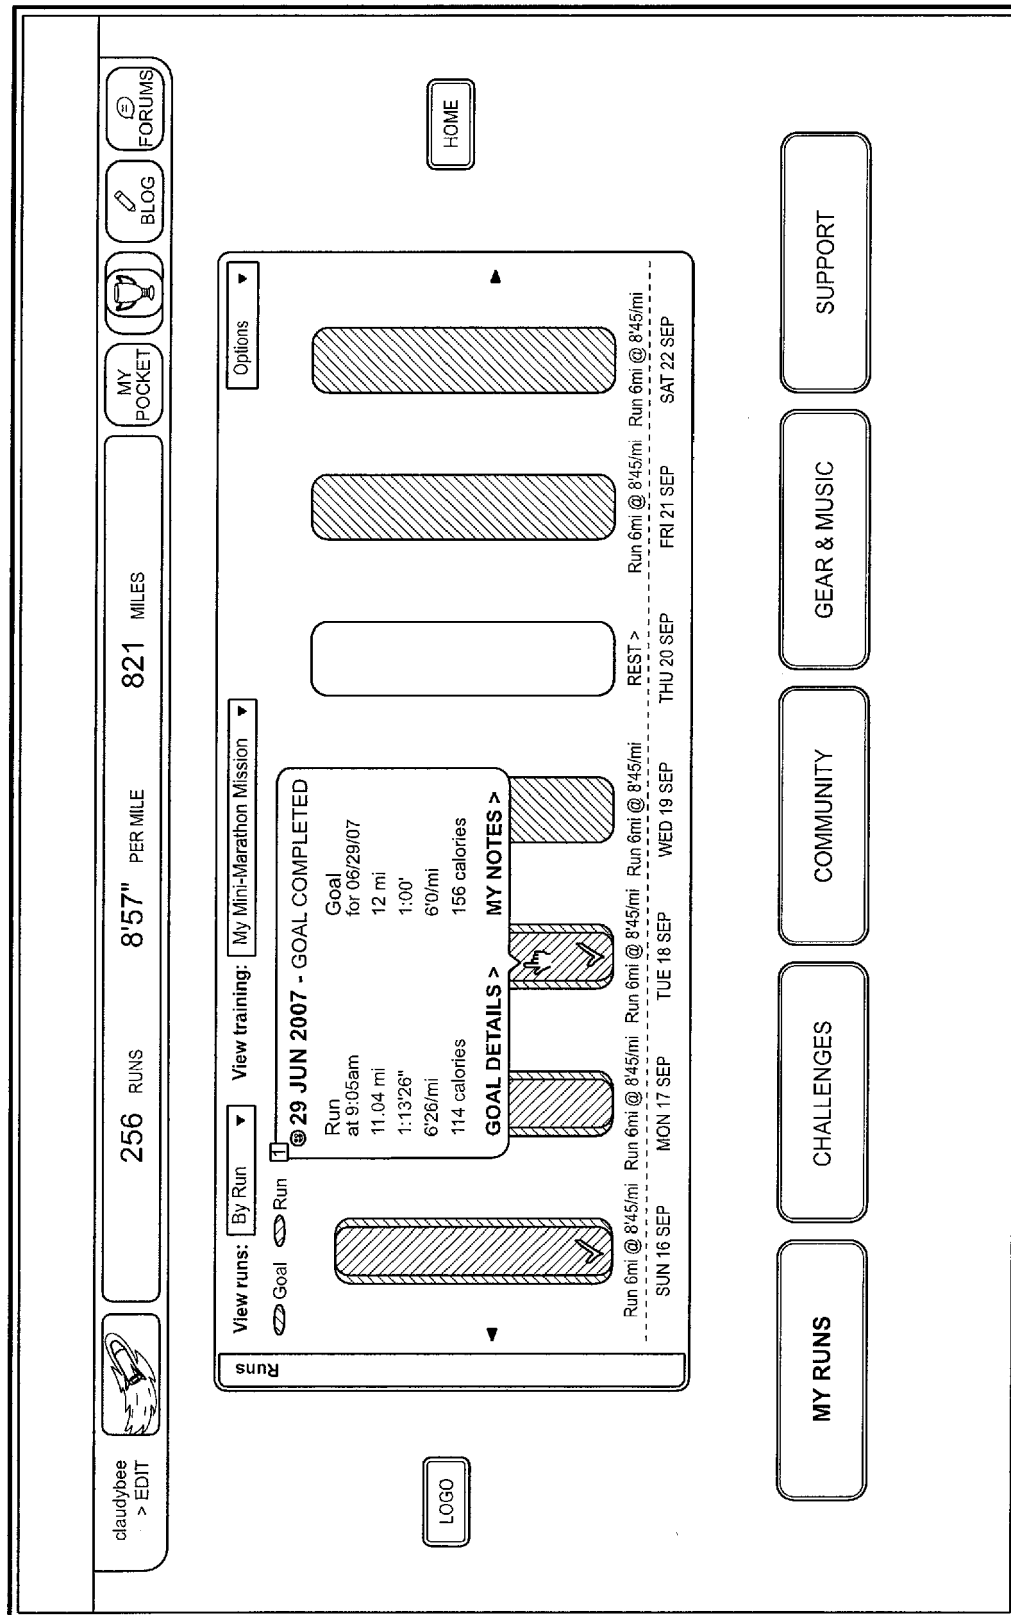 claudybee
> EDIT
256 RUNS 8'57" PER MILE 821 MILES
MY
POCKET
BLOG
FORUMS
LOGO
HOME
Runs
View runs: By Run View training: My Mini-Marathon Mission Options
Goal Run
1
29 JUN 2007 - GOAL COMPLETED
Run Goal
at 9:05am for 06/29/07
11.04 mi 12 mi
1:13'26" 1:00'
6'26/mi 6'0/mi
114 calories 156 calories
GOAL DETAILS > MY NOTES >
Run 6mi @ 8'45/mi Run 6mi @ 8'45/mi Run 6mi @ 8'45/mi Run 6mi @ 8'45/mi REST > Run 6mi @ 8'45/mi Run 6mi @ 8'45/mi
SUN 16 SEP MON 17 SEP TUE 18 SEP WED 19 SEP THU 20 SEP FRI 21 SEP SAT 22 SEP
MY RUNS CHALLENGES COMMUNITY GEAR & MUSIC SUPPORT